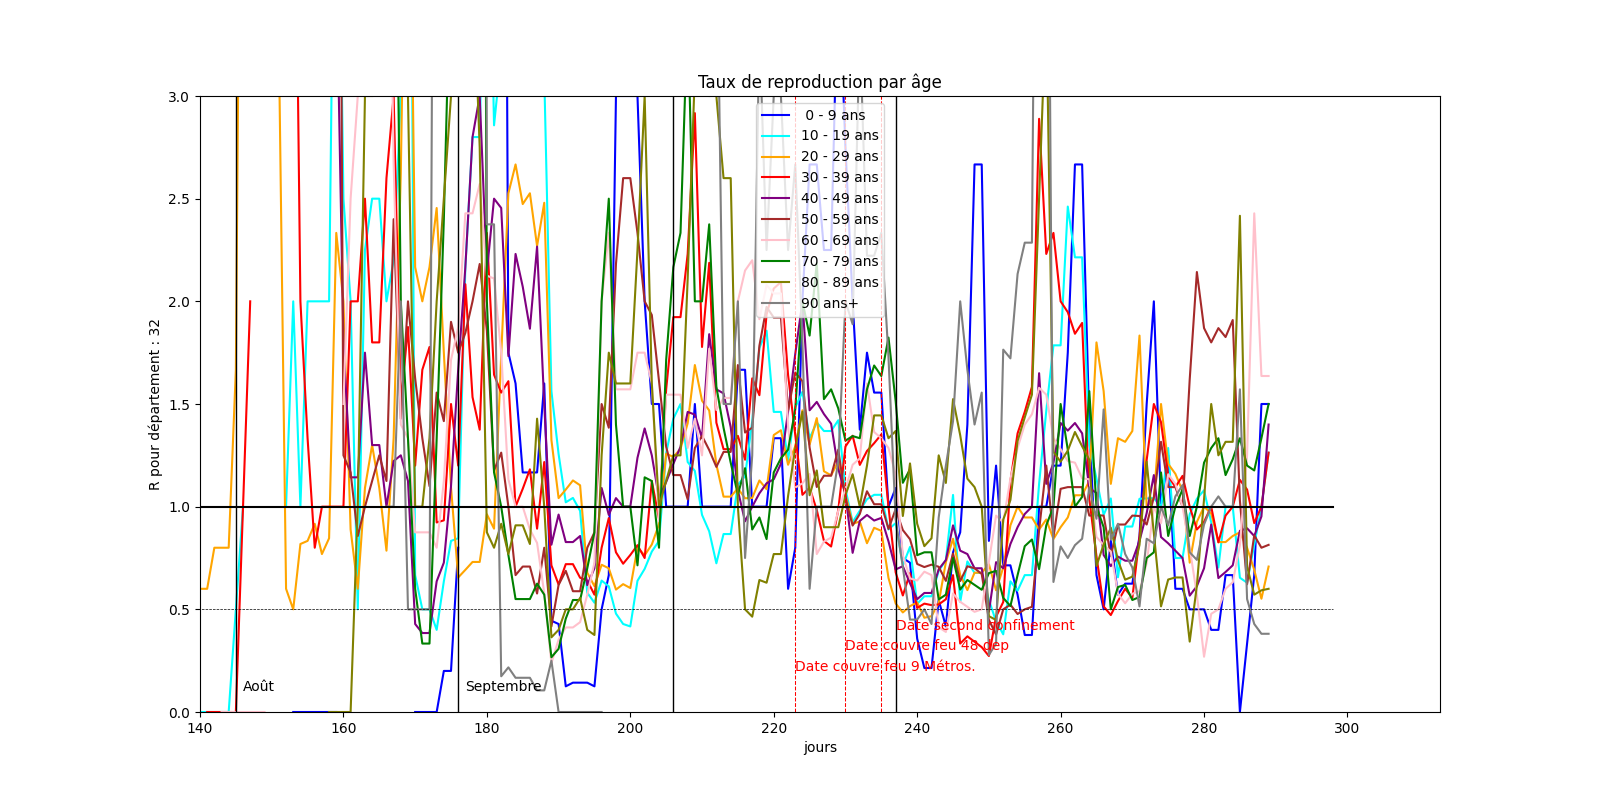 Taux de reproduction par âge
R pour département : 32
3.0
2.5
2.0
1.5
1.0
0.5
0.0
0 - 9 ans
10 - 19 ans
20 - 29 ans
30 - 39 ans
40 - 49 ans
50 - 59 ans
60 - 69 ans
70 - 79 ans
80 - 89 ans
90 ans+
Date second confinement
Date couvre feu 48 dep
Date couvre feu 9 Métros.
Août
Septembre
140 160 180 200 220 240 260 280 300
jours